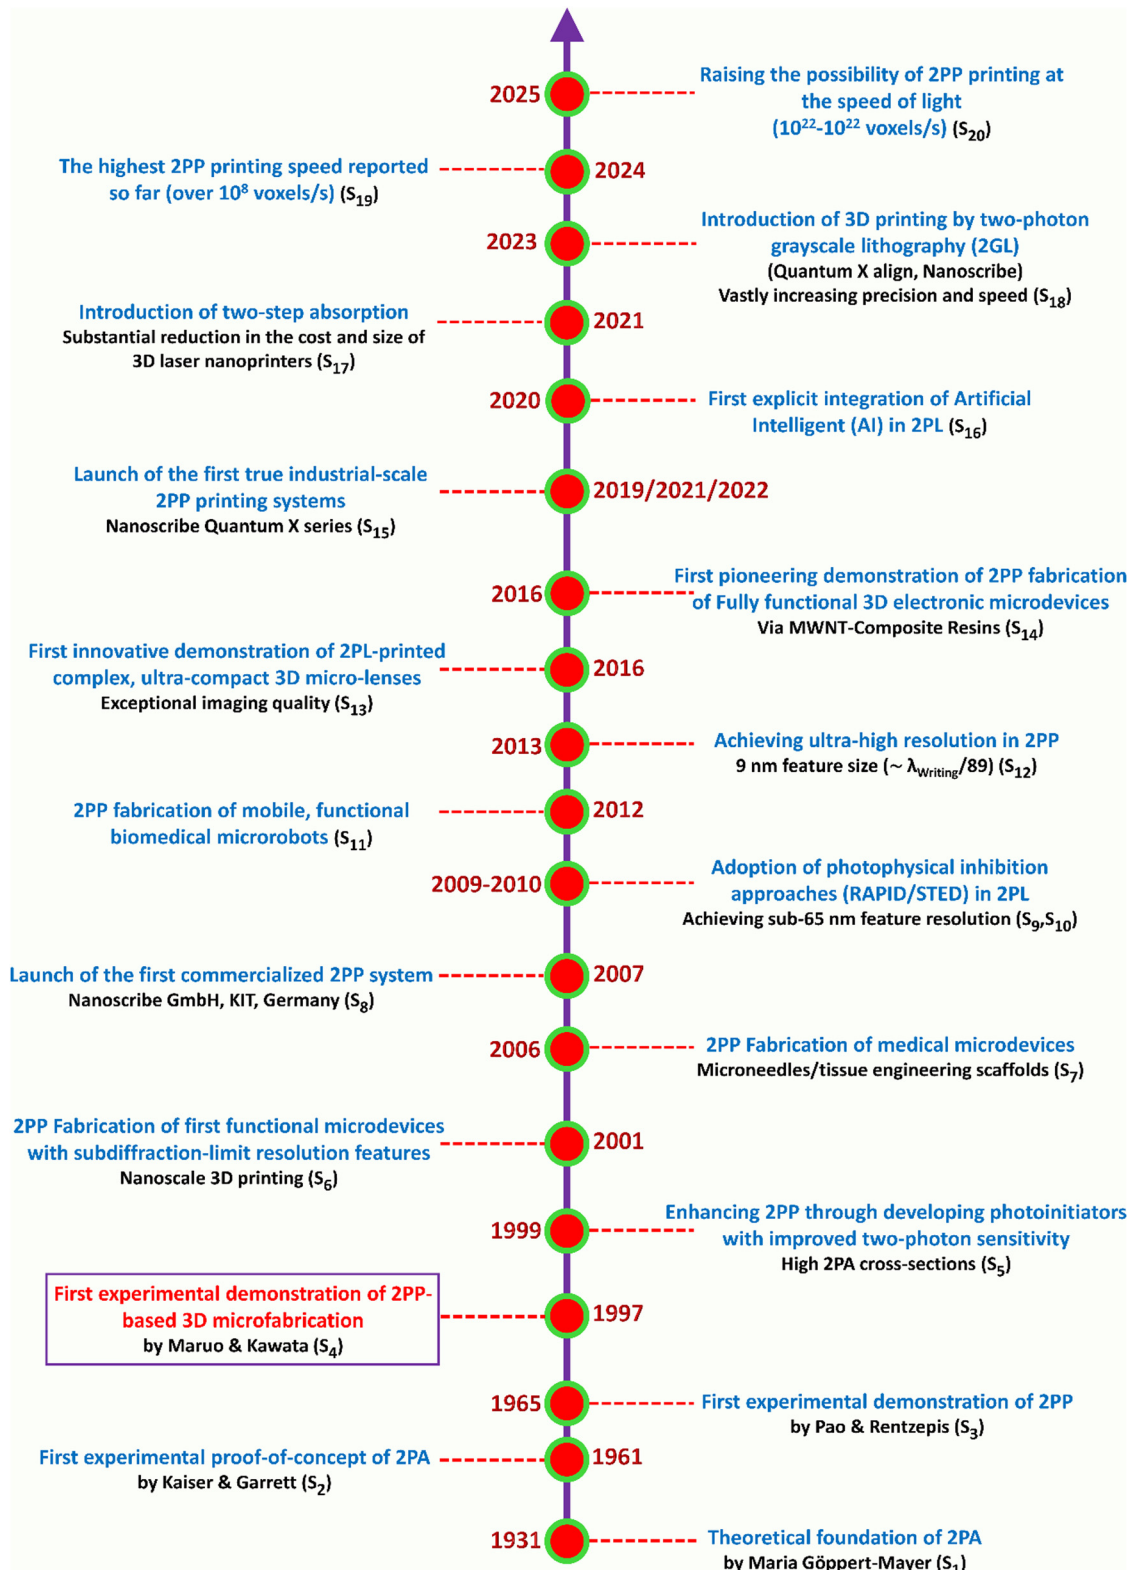 2025
Raising the possibility of 2PP printing at
the speed of light
(10²²-10²² voxels/s) (S₂₀)
The highest 2PP printing speed reported
so far (over 10⁸ voxels/s) (S₁₉)
2024
2023
Introduction of 3D printing by two-photon
grayscale lithography (2GL)
(Quantum X align, Nanoscribe)
Vastly increasing precision and speed (S₁₈)
Introduction of two-step absorption
Substantial reduction in the cost and size of
3D laser nanoprinters (S₁₇)
2021
2020
First explicit integration of Artificial
Intelligent (AI) in 2PL (S₁₆)
Launch of the first true industrial-scale
2PP printing systems
Nanoscribe Quantum X series (S₁₅)
2019/2021/2022
2016
First pioneering demonstration of 2PP fabrication
of Fully functional 3D electronic microdevices
Via MWNT-Composite Resins (S₁₄)
First innovative demonstration of 2PL-printed
complex, ultra-compact 3D micro-lenses
Exceptional imaging quality (S₁₃)
2016
2013
Achieving ultra-high resolution in 2PP
9 nm feature size (~ λWriting/89) (S₁₂)
2PP fabrication of mobile, functional
biomedical microrobots (S₁₁)
2012
2009-2010
Adoption of photophysical inhibition
approaches (RAPID/STED) in 2PL
Achieving sub-65 nm feature resolution (S₉,S₁₀)
Launch of the first commercialized 2PP system
Nanoscribe GmbH, KIT, Germany (S₈)
2007
2006
2PP Fabrication of medical microdevices
Microneedles/tissue engineering scaffolds (S₇)
2PP Fabrication of first functional microdevices
with subdiffraction-limit resolution features
Nanoscale 3D printing (S₆)
2001
1999
Enhancing 2PP through developing photoinitiators
with improved two-photon sensitivity
High 2PA cross-sections (S₅)
First experimental demonstration of 2PP-
based 3D microfabrication
by Maruo & Kawata (S₄)
1997
1965
First experimental demonstration of 2PP
by Pao & Rentzepis (S₃)
First experimental proof-of-concept of 2PA
by Kaiser & Garrett (S₂)
1961
1931
Theoretical foundation of 2PA
by Maria Göppert-Mayer (S₁)